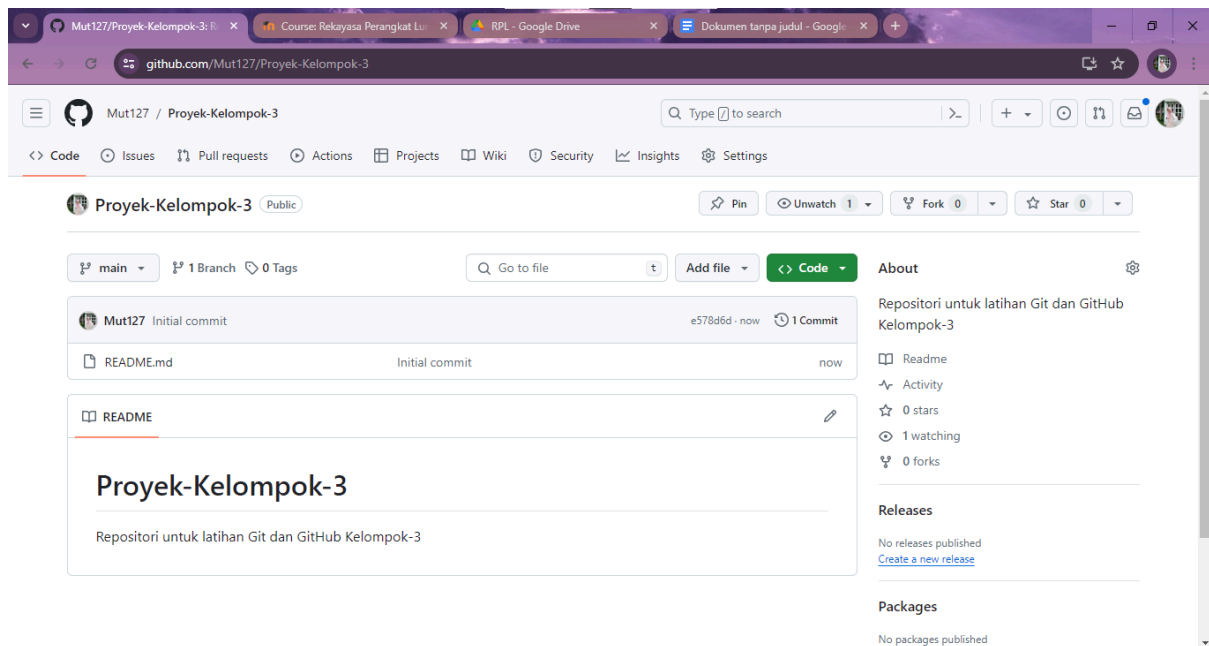 Mut127/Proyek-Kelompok-3: R
Course: Rekayasa Perangkat Lun
RPL - Google Drive
Dokumen tanpa judul - Google
github.com/Mut127/Proyek-Kelompok-3
Mut127 / Proyek-Kelompok-3
Type / to search
Code Issues Pull requests Actions Projects Wiki Security Insights Settings
Proyek-Kelompok-3 Public
Pin Unwatch 1 Fork 0 Star 0
main 1 Branch 0 Tags
Go to file t Add file Code
Mut127 Initial commit e578d6d · now 1 Commit
README.md Initial commit now
README
Proyek-Kelompok-3
Repositori untuk latihan Git dan GitHub Kelompok-3
About
Repositori untuk latihan Git dan GitHub
Kelompok-3
Readme
Activity
0 stars
1 watching
0 forks
Releases
No releases published
Create a new release
Packages
No packages published